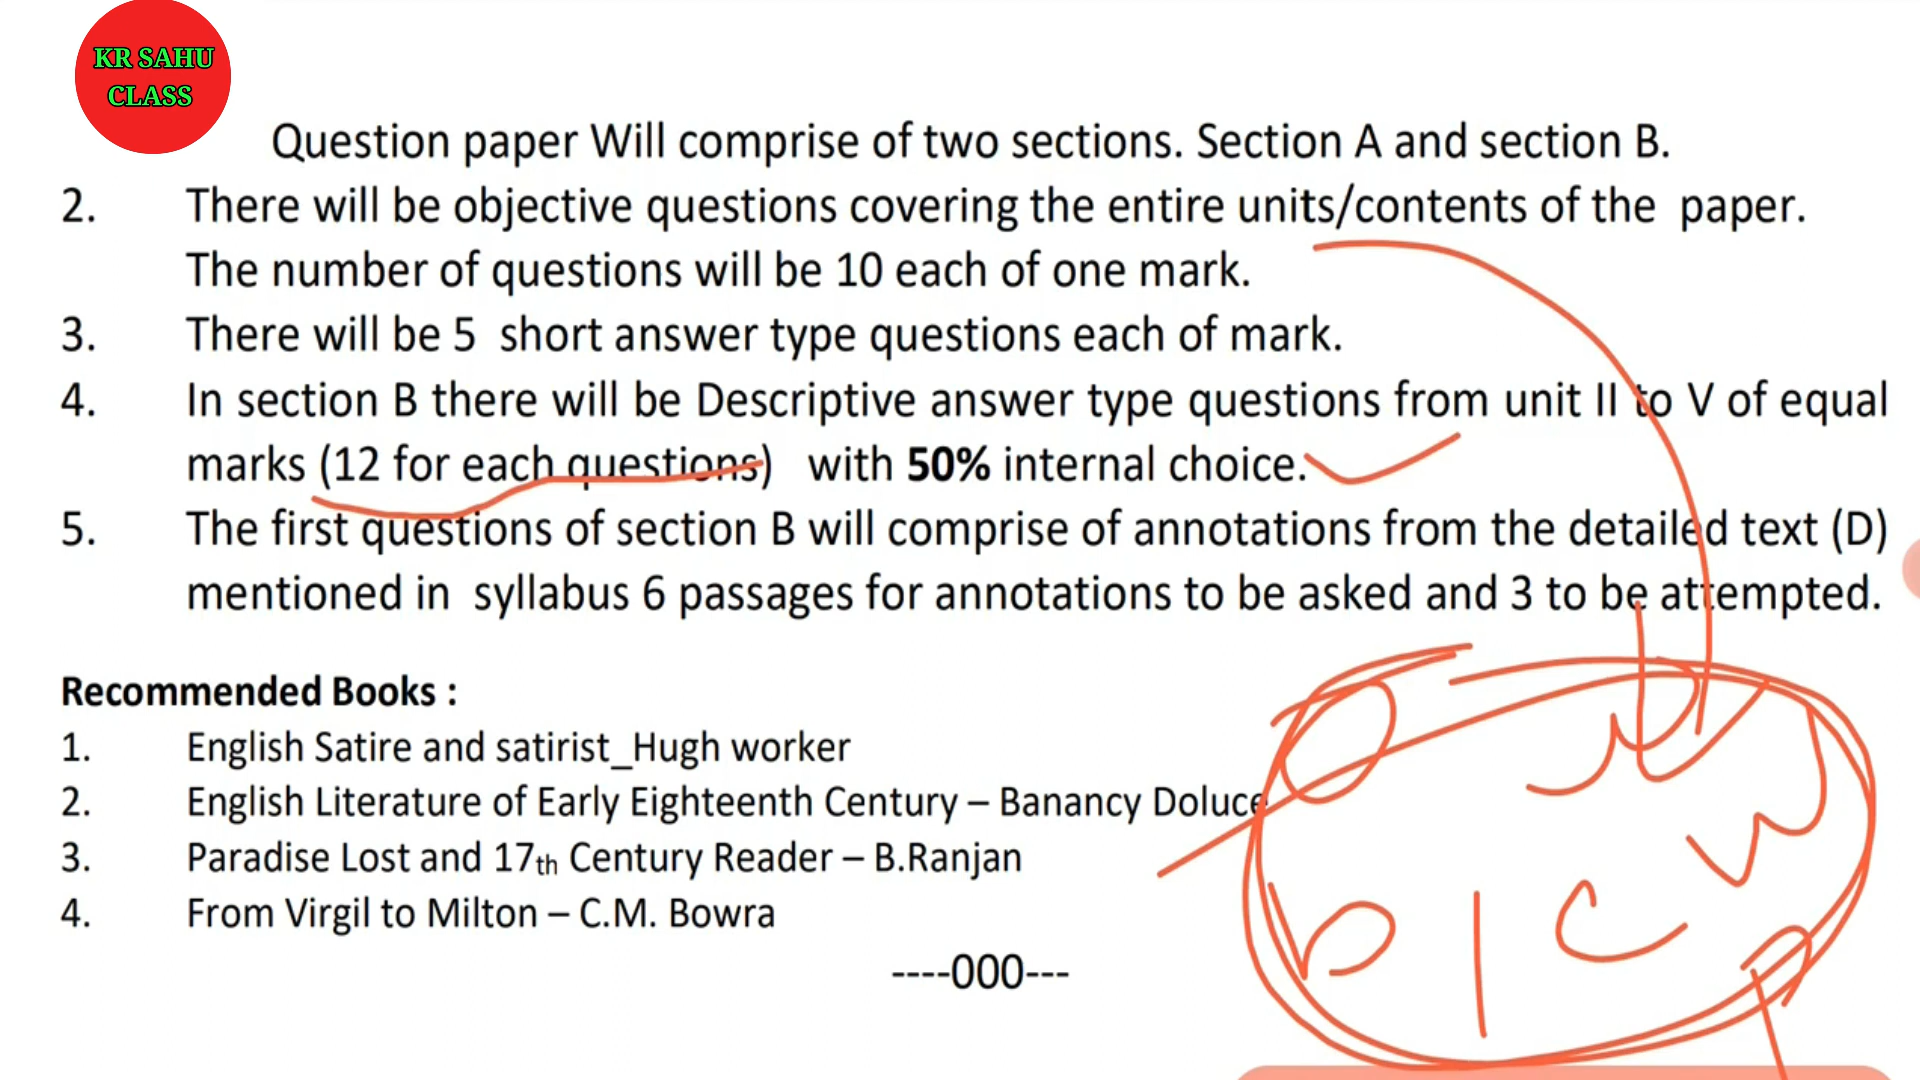 KR SAHU
CLASS
Question paper Will comprise of two sections. Section A and section B.
2. There will be objective questions covering the entire units/contents of the paper.
The number of questions will be 10 each of one mark.
3. There will be 5 short answer type questions each of mark.
4. In section B there will be Descriptive answer type questions from unit II to V of equal
marks (12 for each questions) with 50% internal choice.
5. The first questions of section B will comprise of annotations from the detailed text (D)
mentioned in syllabus 6 passages for annotations to be asked and 3 to be attempted.
Recommended Books :
1. English Satire and satirist_Hugh worker
2. English Literature of Early Eighteenth Century – Banancy Doluce
3. Paradise Lost and 17th Century Reader – B.Ranjan
4. From Virgil to Milton – C.M. Bowra
----000---